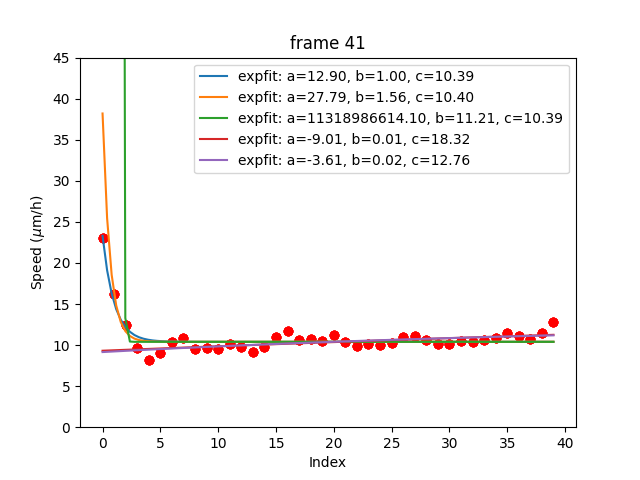 frame 41
45
40
35
30
25
20
15
10
5
0
Speed (μm/h)
expfit: a=12.90, b=1.00, c=10.39
expfit: a=27.79, b=1.56, c=10.40
expfit: a=11318986614.10, b=11.21, c=10.39
expfit: a=-9.01, b=0.01, c=18.32
expfit: a=-3.61, b=0.02, c=12.76
0 5 10 15 20 25 30 35 40
Index